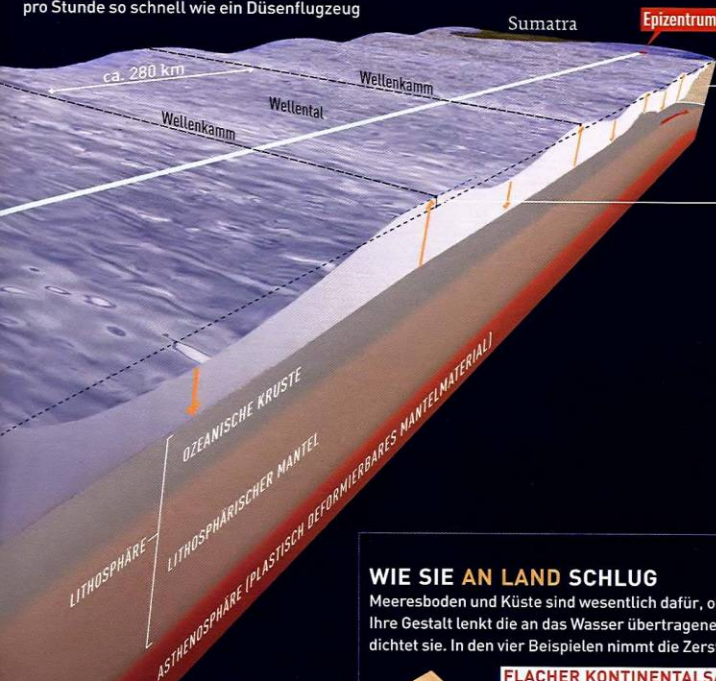 pro Stunde so schnell wie ein Düsenflugzeug
Sumatra
Epizentrum
ca. 280 km
Wellenkamm
Wellental
Wellenkamm
OZEANISCHE KRUSTE
LITHOSPHÄRISCHER MANTEL
LITHOSPHÄRE
ASTHENOSPHÄRE (PLASTISCH DEFORMIERBARES MANTELMATERIAL)
WIE SIE AN LAND SCHLUG
Meeresboden und Küste sind wesentlich dafür, o
Ihre Gestalt lenkt die an das Wasser übertragene
dichtet sie. In den vier Beispielen nimmt die Zers
FLACHER KONTINENTALS